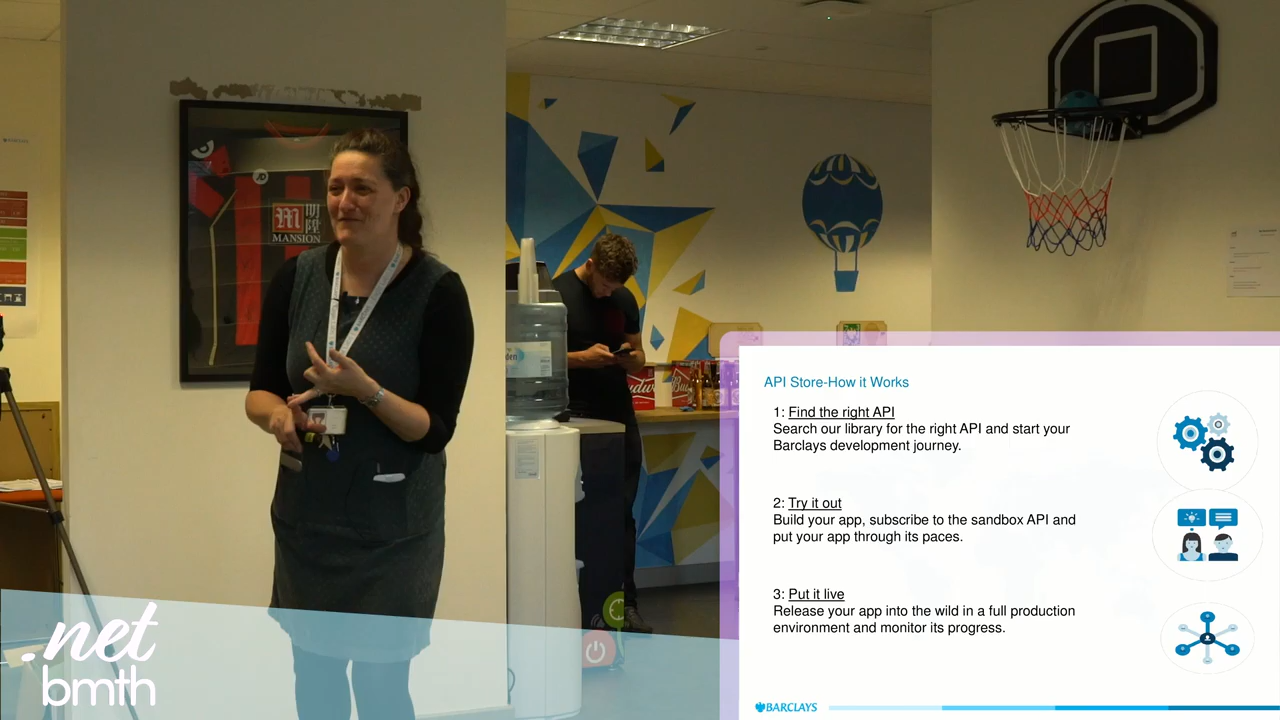 MANSION
API Store-How it Works
1: Find the right API
Search our library for the right API and start your
Barclays development journey.
2: Try it out
Build your app, subscribe to the sandbox API and
put your app through its paces.
3: Put it live
Release your app into the wild in a full production
environment and monitor its progress.
BARCLAYS
.net
bmth